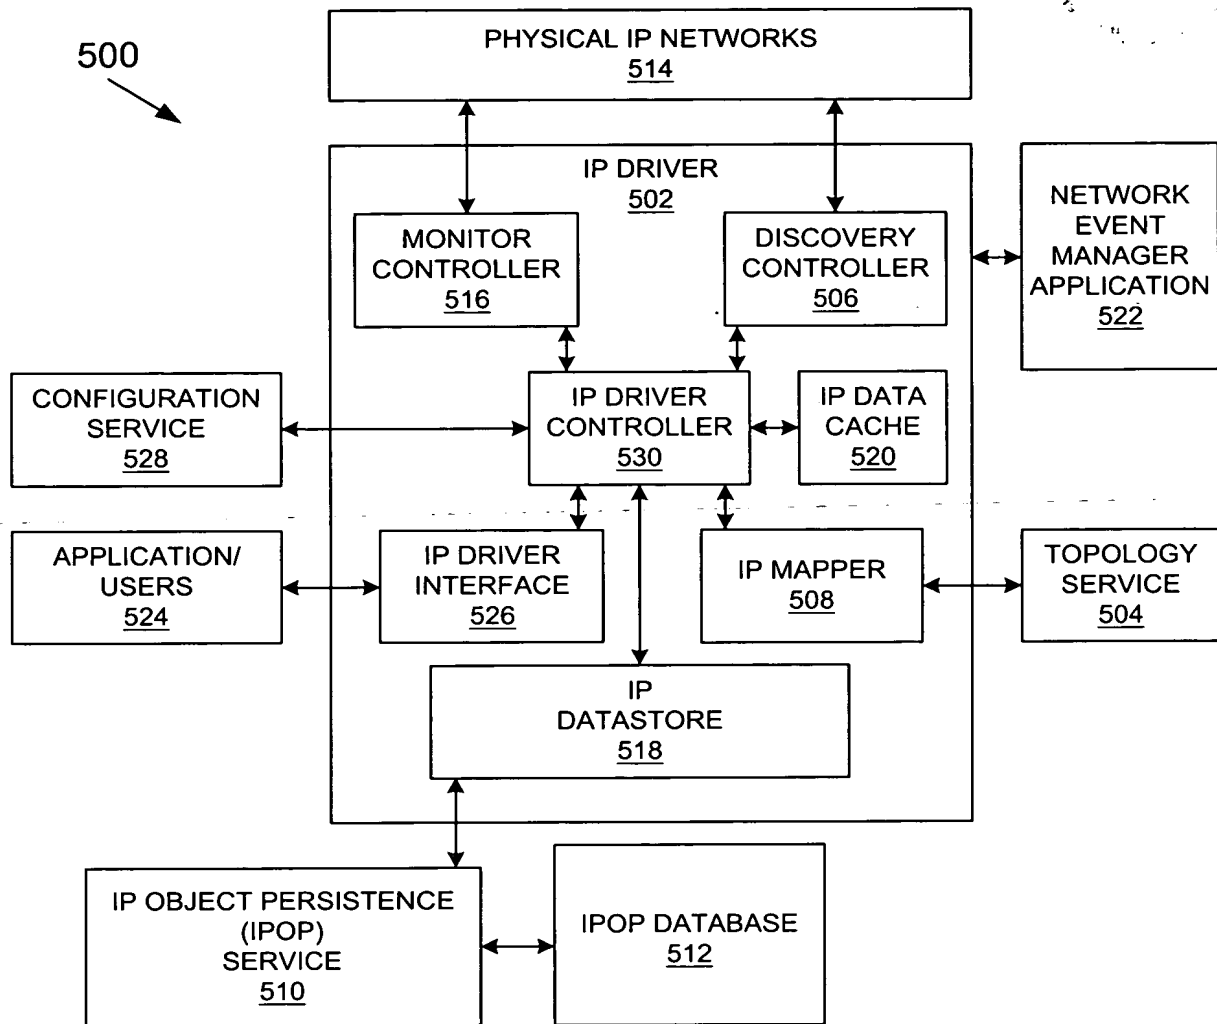 500
PHYSICAL IP NETWORKS
514
IP DRIVER
502
MONITOR
CONTROLLER
516
DISCOVERY
CONTROLLER
506
NETWORK
EVENT
MANAGER
APPLICATION
522
CONFIGURATION
SERVICE
528
IP DRIVER
CONTROLLER
530
IP DATA
CACHE
520
APPLICATION/
USERS
524
IP DRIVER
INTERFACE
526
IP MAPPER
508
TOPOLOGY
SERVICE
504
IP
DATASTORE
518
IP OBJECT PERSISTENCE
(IPOP)
SERVICE
510
IPOP DATABASE
512